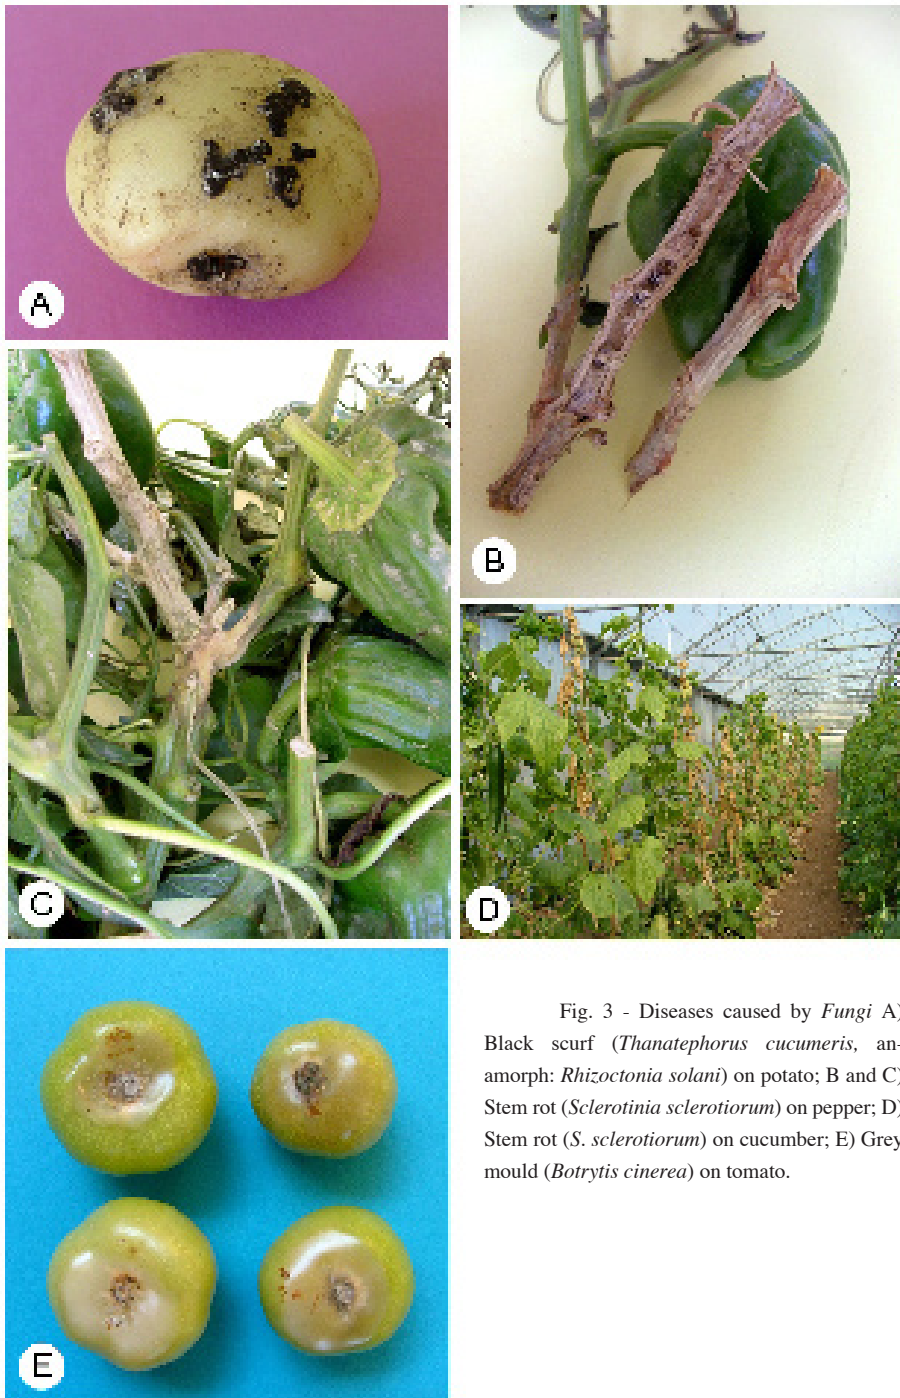 A
B
C
D
E
Fig. 3 - Diseases caused by Fungi A)
Black scurf (Thanatephorus cucumeris, an-
amorph: Rhizoctonia solani) on potato; B and C)
Stem rot (Sclerotinia sclerotiorum) on pepper; D)
Stem rot (S. sclerotiorum) on cucumber; E) Grey
mould (Botrytis cinerea) on tomato.